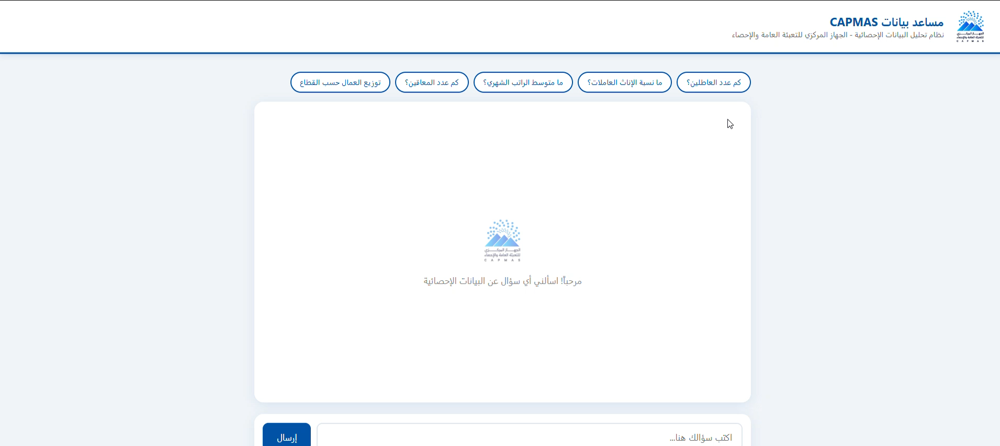 مساعد بيانات CAPMAS
نظام تحليل البيانات الإحصائية - الجهاز المركزي للتعبئة العامة والإحصاء
الجهاز المركزي
للتعبئة العامة والإحصاء
CAPMAS
كم عدد العاطلين؟
ما نسبة الإناث العاملات؟
ما متوسط الراتب الشهري؟
كم عدد المعاقين؟
توزيع العمال حسب القطاع
الجهاز المركزي
للتعبئة العامة والإحصاء
CAPMAS
مرحباً! اسألني أي سؤال عن البيانات الإحصائية
اكتب سؤالك هنا...
إرسال